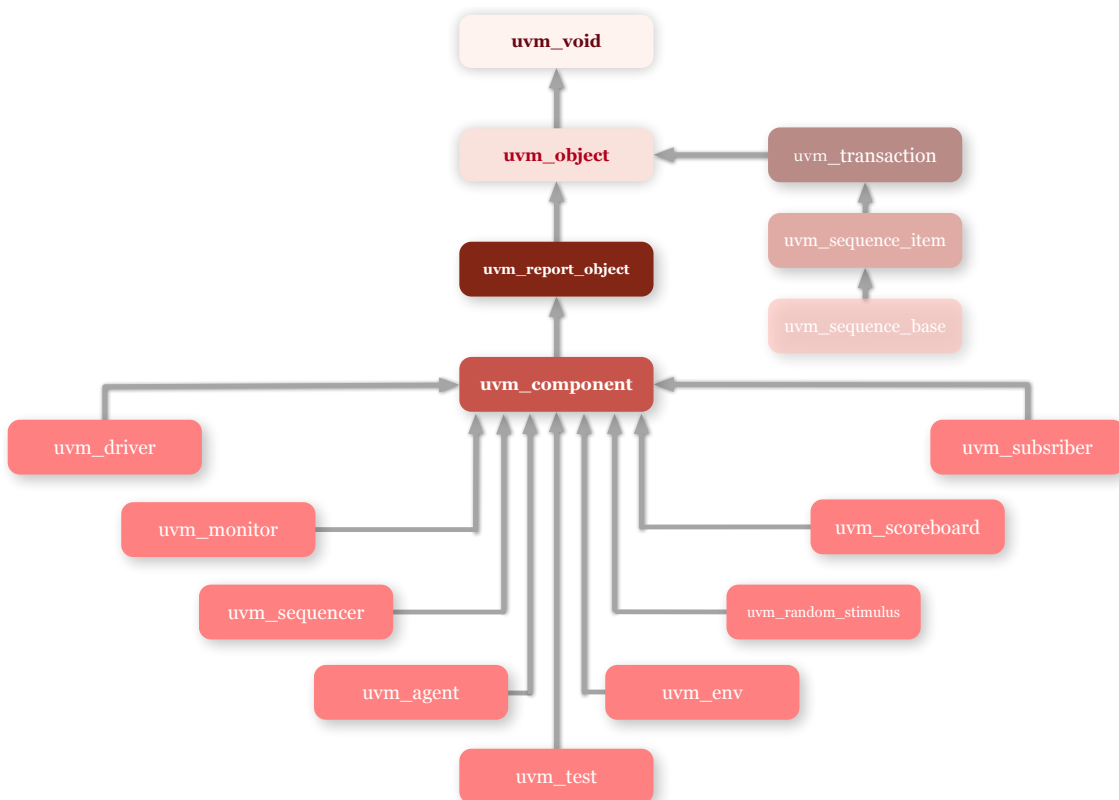 uvm_void
uvm_object
uvm_transaction
uvm_sequence_item
uvm_report_object
uvm_sequence_base
uvm_component
uvm_driver
uvm_subsriber
uvm_monitor
uvm_scoreboard
uvm_sequencer
uvm_random_stimulus
uvm_agent
uvm_env
uvm_test